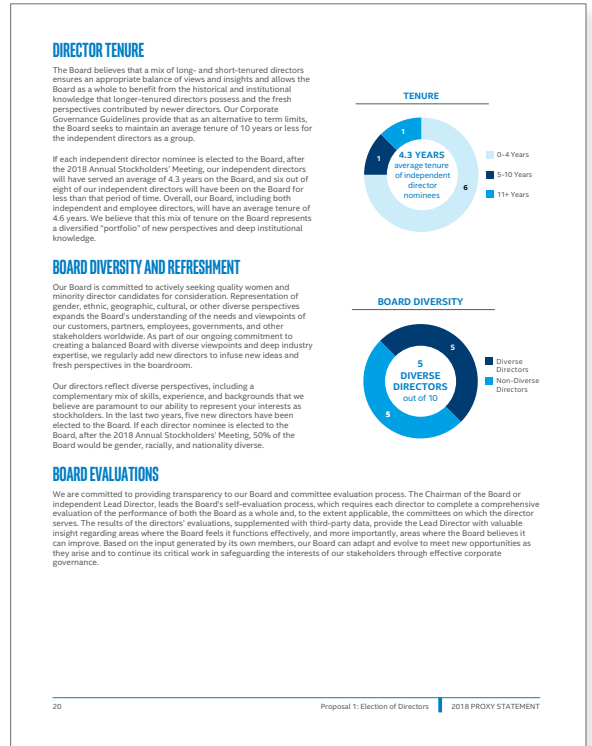 DIRECTOR TENURE
The Board believes that a mix of long- and short-tenured directors
ensures an appropriate balance of views and insights and allows the
Board as a whole to benefit from the historical and institutional
knowledge that longer-tenured directors possess and the fresh
perspectives contributed by newer directors. Our Corporate
Governance Guidelines provide that as an alternative to term limits,
the Board seeks to maintain an average tenure of 10 years or less for
the independent directors as a group.
If each independent director nominee is elected to the Board, after
the 2018 Annual Stockholders' Meeting, our independent directors
will have served an average of 4.3 years on the Board, and six out of
eight of our independent directors will have been on the Board for
less than that period of time. Overall, our Board, including both
independent and employee directors, will have an average tenure of
4.6 years. We believe that this mix of tenure on the Board represents
a diversified "portfolio" of new perspectives and deep institutional
knowledge.
TENURE
1
1
6
4.3 YEARS
average tenure
of independent
director
nominees
0-4 Years
5-10 Years
11+ Years
BOARD DIVERSITY AND REFRESHMENT
Our Board is committed to actively seeking quality women and
minority director candidates for consideration. Representation of
gender, ethnic, geographic, cultural, or other diverse perspectives
expands the Board's understanding of the needs and viewpoints of
our customers, partners, employees, governments, and other
stakeholders worldwide. As part of our ongoing commitment to
creating a balanced Board with diverse viewpoints and deep industry
expertise, we regularly add new directors to infuse new ideas and
fresh perspectives in the boardroom.
Our directors reflect diverse perspectives, including a
complementary mix of skills, experience, and backgrounds that we
believe are paramount to our ability to represent your interests as
stockholders. In the last two years, five new directors have been
elected to the Board. If each director nominee is elected to the
Board, after the 2018 Annual Stockholders' Meeting, 50% of the
Board would be gender, racially, and nationality diverse.
BOARD DIVERSITY
5
5
5
DIVERSE
DIRECTORS
out of 10
Diverse
Directors
Non-Diverse
Directors
BOARD EVALUATIONS
We are committed to providing transparency to our Board and committee evaluation process. The Chairman of the Board or
independent Lead Director, leads the Board's self-evaluation process, which requires each director to complete a comprehensive
evaluation of the performance of both the Board as a whole and, to the extent applicable, the committees on which the director
serves. The results of the directors' evaluations, supplemented with third-party data, provide the Lead Director with valuable
insight regarding areas where the Board feels it functions effectively, and more importantly, areas where the Board believes it
can improve. Based on the input generated by its own members, our Board can adapt and evolve to meet new opportunities as
they arise and to continue its critical work in safeguarding the interests of our stakeholders through effective corporate
governance.
20
Proposal 1: Election of Directors
2018 PROXY STATEMENT